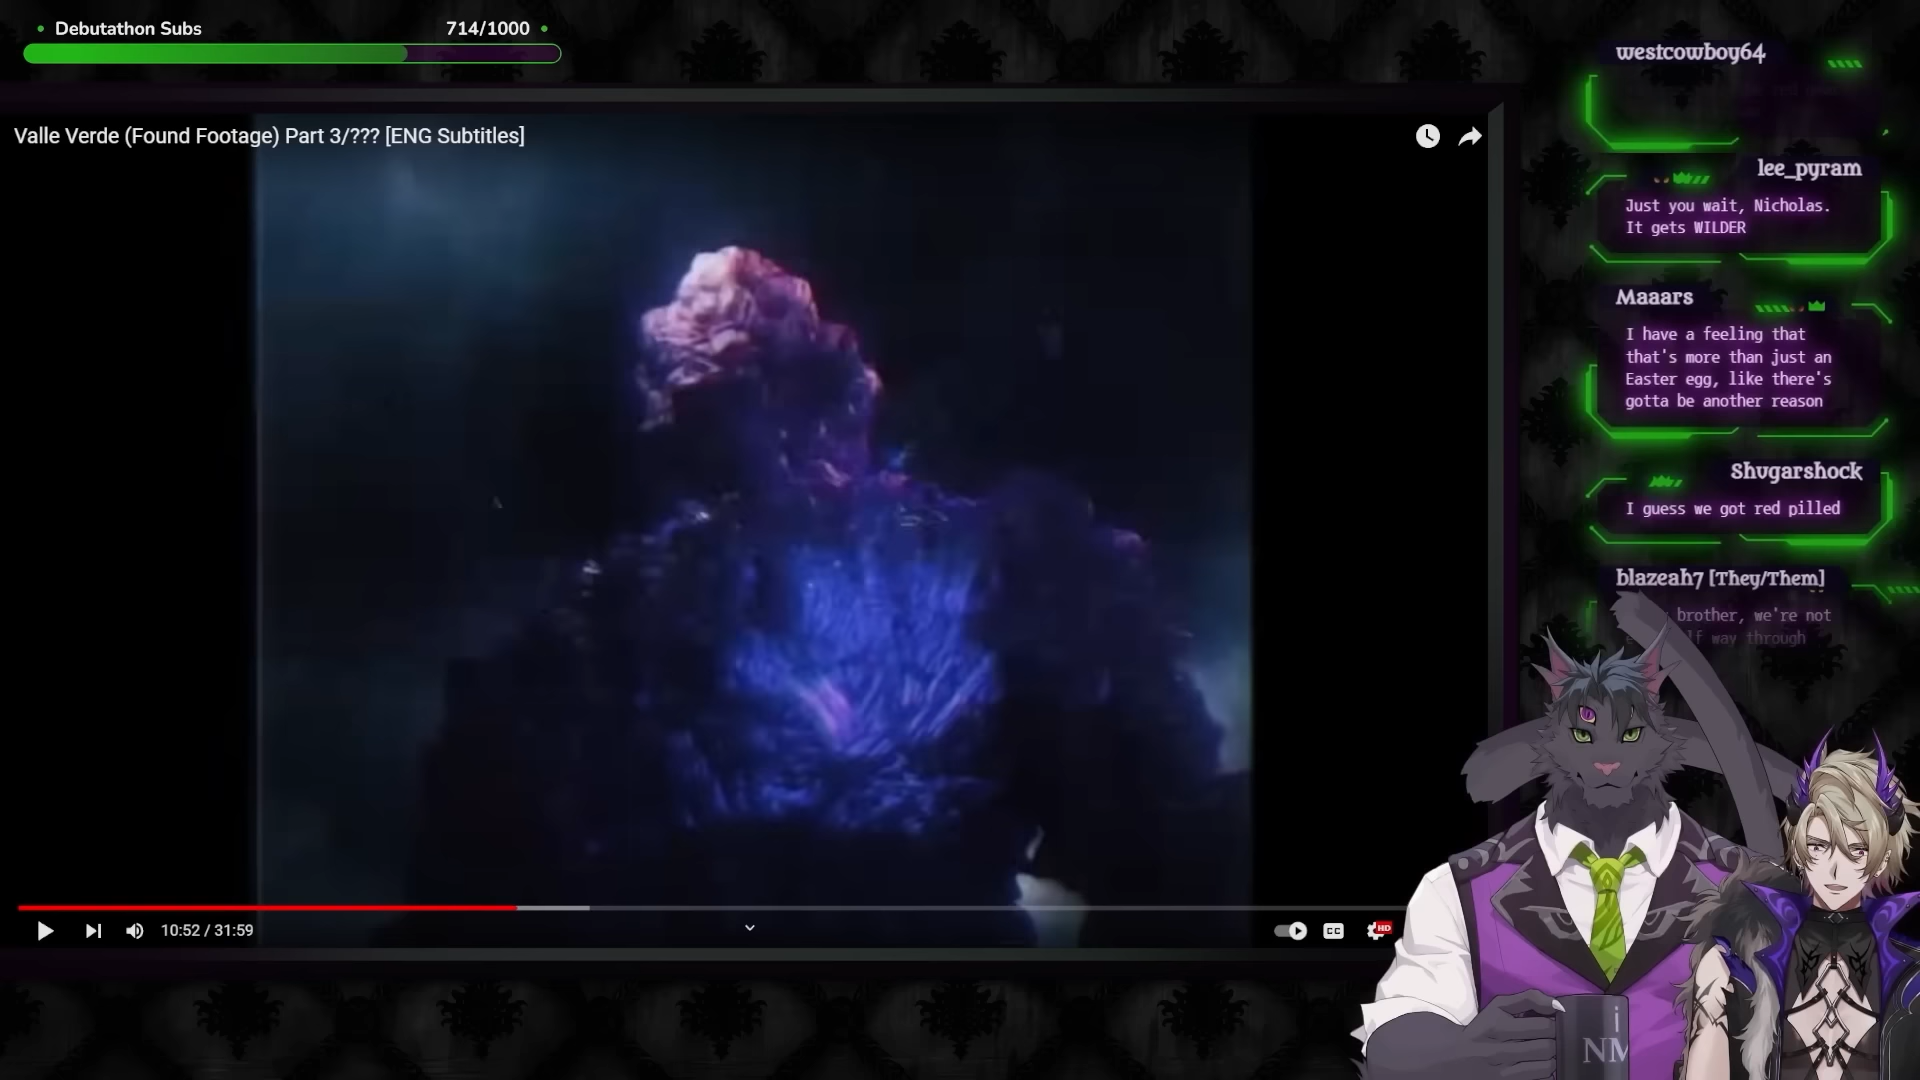 Debutathon Subs
714/1000
Valle Verde (Found Footage) Part 3/??? [ENG Subtitles]
westcowboy64
lee_pyram
Just you wait, Nicholas.
It gets WILDER
Maaars
I have a feeling that
that's more than just an
Easter egg, like there's
gotta be another reason
Shvgarshock
I guess we got red pilled
blazeah7 [They/Them]
brother, we're not
way through
10:52 / 31:59
CC
HD
i
NM